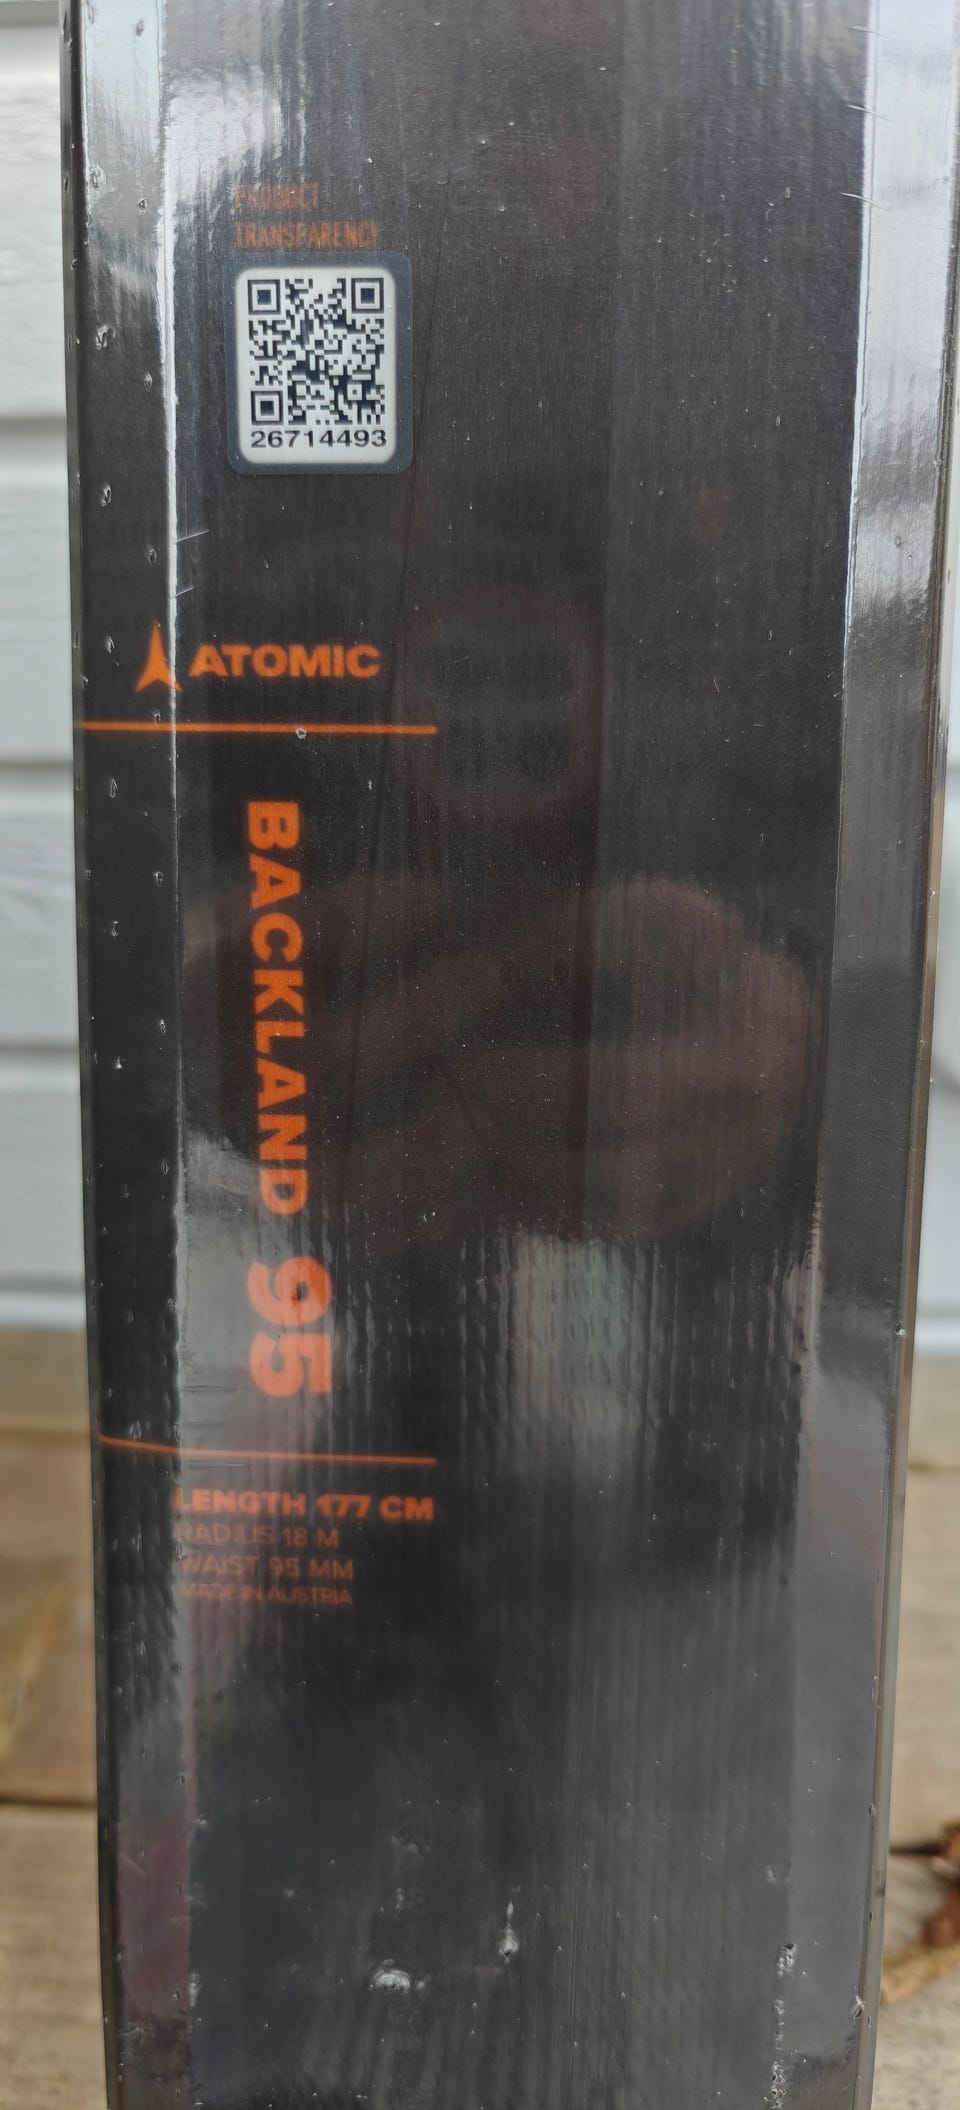 PRODUCT
TRANSPARENCY
26714493
ATOMIC
BACKLAND 95
LENGTH 177 CM
RADIUS 18 M
WAIST 95 MM
MADE IN AUSTRIA